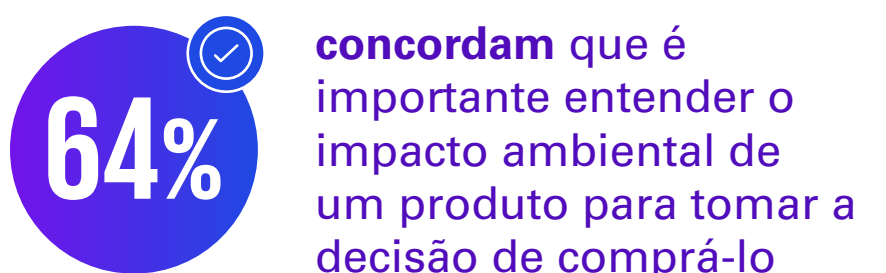 64%
concordam que é
importante entender o
impacto ambiental de
um produto para tomar a
decisão de comprá-lo